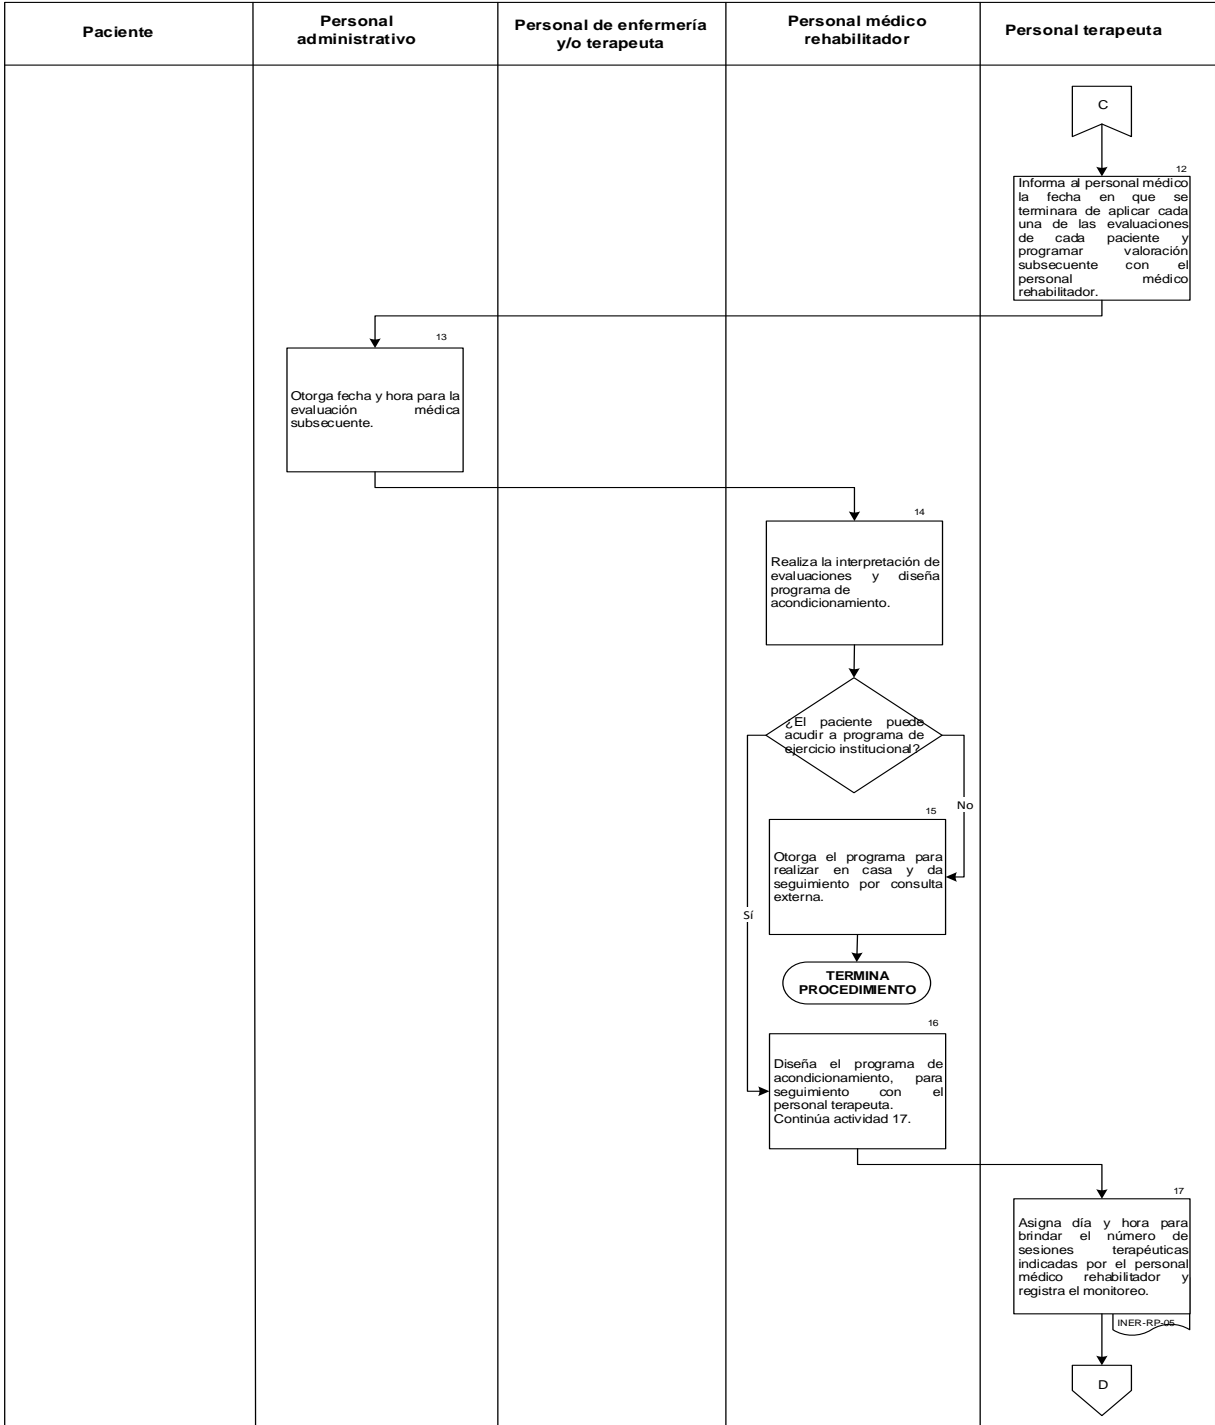 Paciente
Personal
administrativo
Personal de enfermería
y/o terapeuta
Personal médico
rehabilitador
Personal terapeuta
C
12
Informa al personal médico
la fecha en que se
terminara de aplicar cada
una de las evaluaciones
de cada paciente y
programar valoración
subsecuente con el
personal médico
rehabilitador.
13
Otorga fecha y hora para la
evaluación médica
subsecuente.
14
Realiza la interpretación de
evaluaciones y diseña
programa de
acondicionamiento.
¿El paciente puede
acudir a programa de
ejercicio institucional?
No
15
Otorga el programa para
realizar en casa y da
seguimiento por consulta
externa.
Sí
TERMINA
PROCEDIMIENTO
16
Diseña el programa de
acondicionamiento, para
seguimiento con el
personal terapeuta.
Continúa actividad 17.
17
Asigna día y hora para
brindar el número de
sesiones terapéuticas
indicadas por el personal
médico rehabilitador y
registra el monitoreo.
INER-RP-05
D